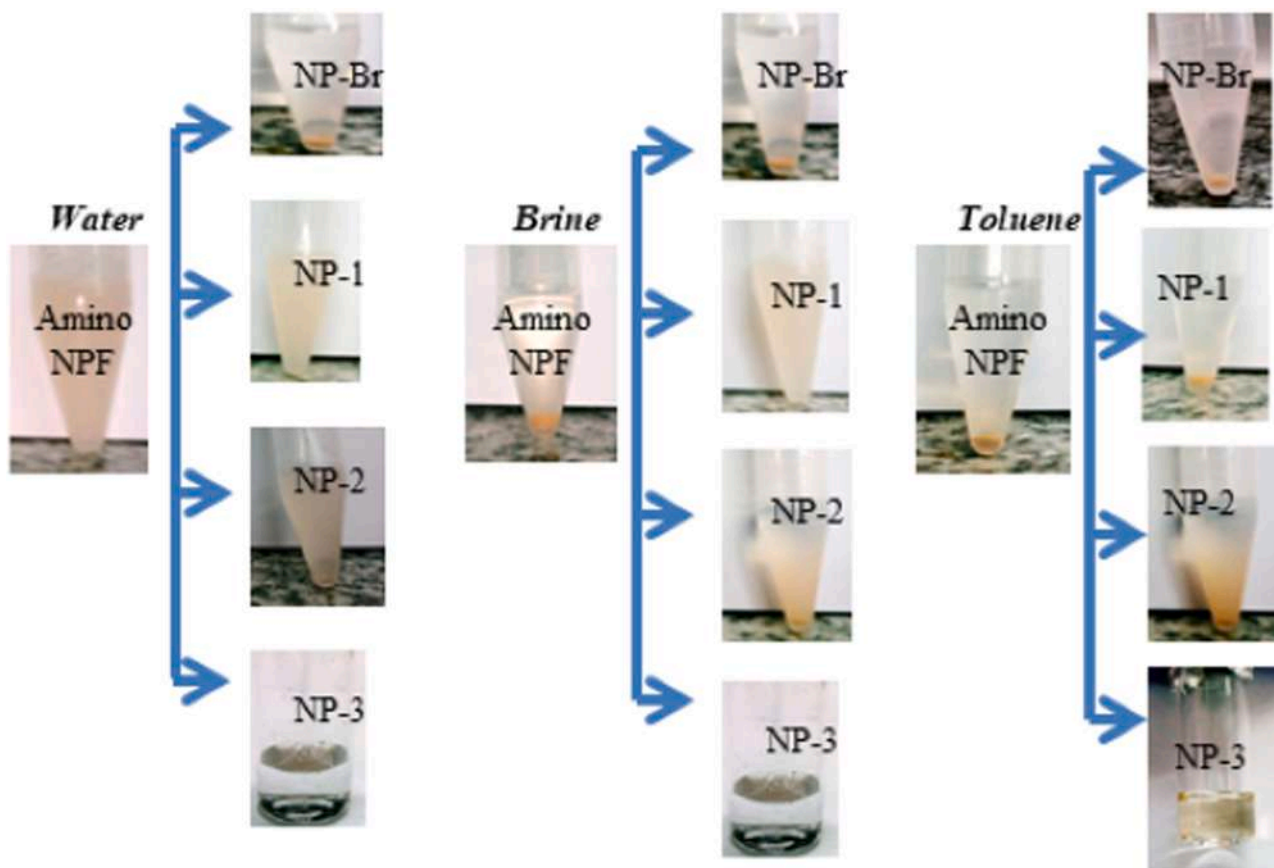 Water
Amino
NPF
NP-Br
NP-1
NP-2
NP-3
Brine
Amino
NPF
NP-Br
NP-1
NP-2
NP-3
Toluene
Amino
NPF
NP-Br
NP-1
NP-2
NP-3